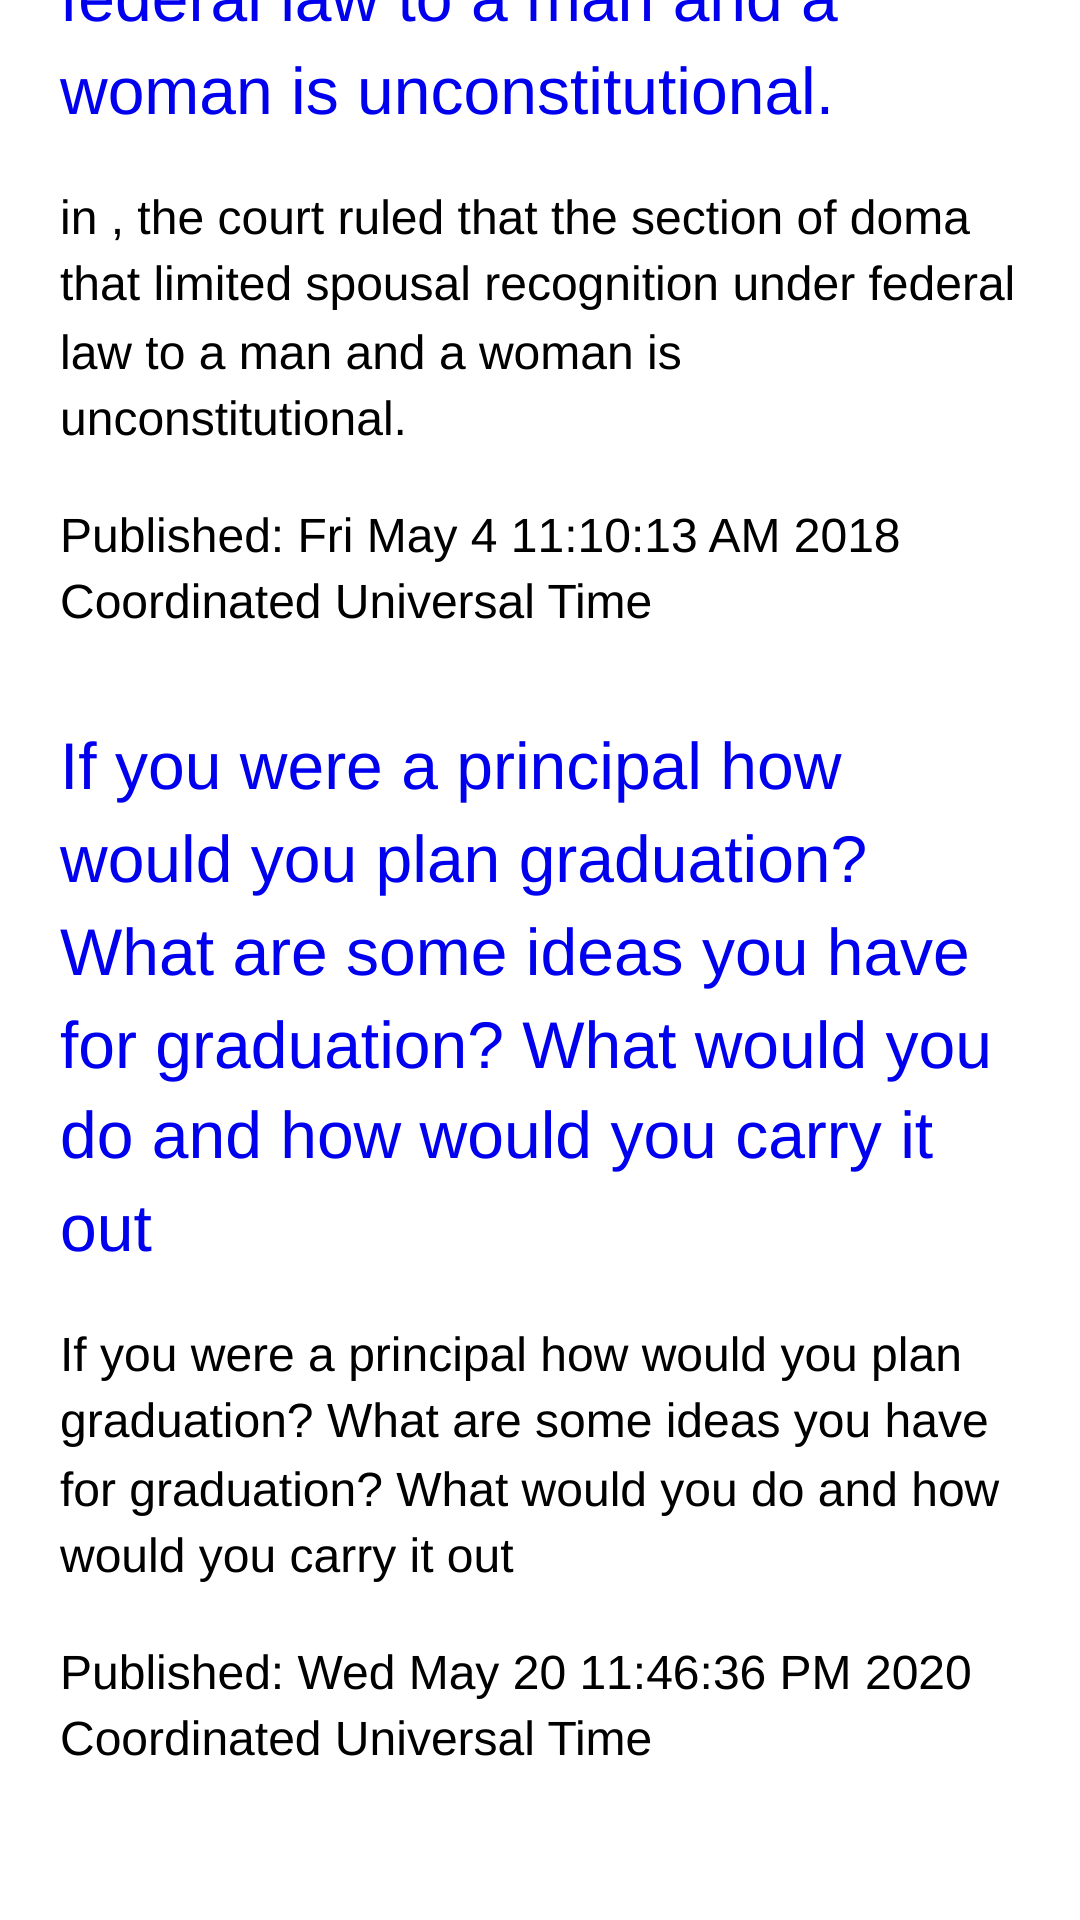 federal law to a man and a
woman is unconstitutional.
in , the court ruled that the section of doma
that limited spousal recognition under federal
law to a man and a woman is
unconstitutional.
Published: Fri May 4 11:10:13 AM 2018
Coordinated Universal Time
If you were a principal how
would you plan graduation?
What are some ideas you have
for graduation? What would you
do and how would you carry it
out
If you were a principal how would you plan
graduation? What are some ideas you have
for graduation? What would you do and how
would you carry it out
Published: Wed May 20 11:46:36 PM 2020
Coordinated Universal Time